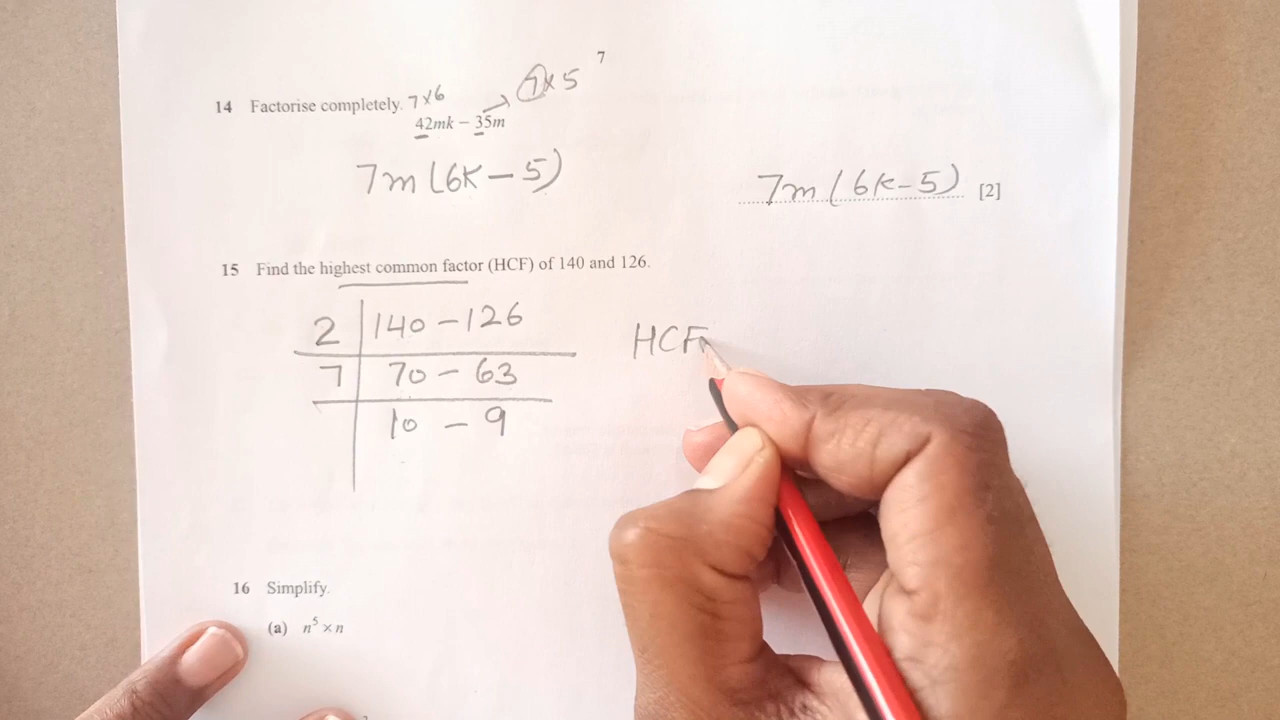 7
14 Factorise completely. 7 x 6
42mk – 35m → 7 x 5
7m (6k – 5)
7m (6k – 5) [2]
15 Find the highest common factor (HCF) of 140 and 126.
2 | 140 – 126
7 | 70 – 63
10 – 9
HCF
16 Simplify.
(a) n⁵ × n